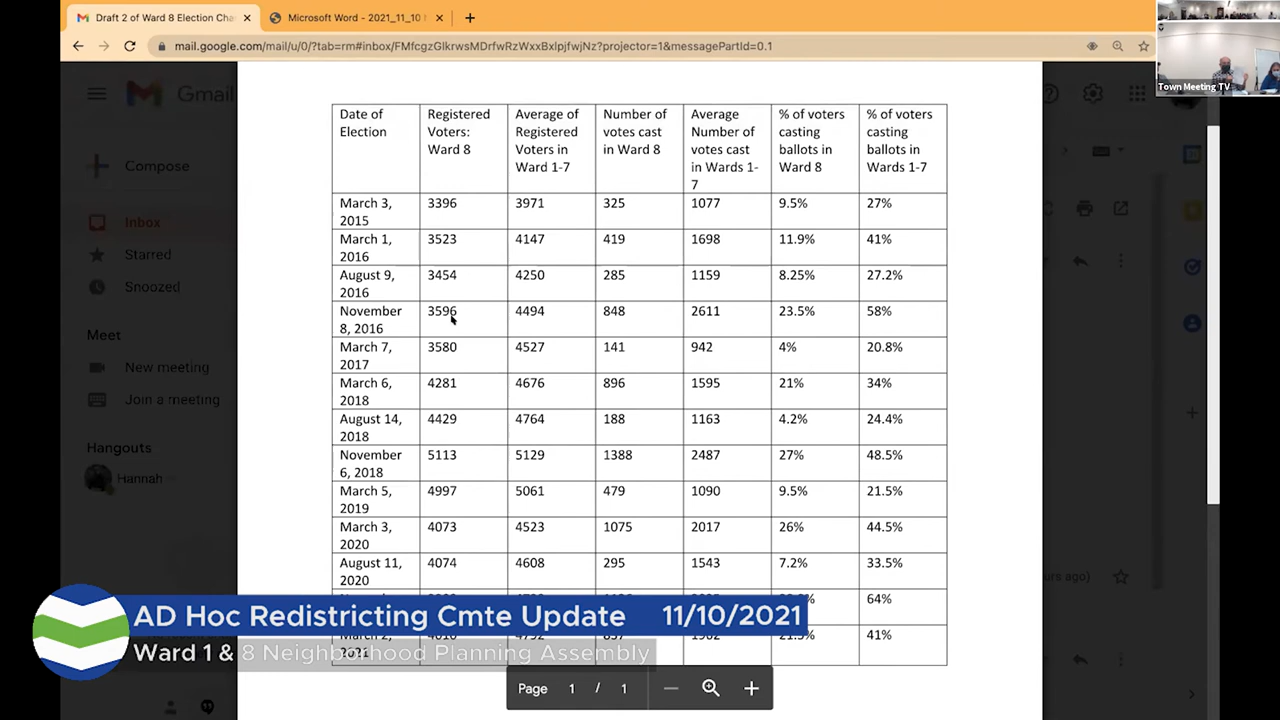 Draft 2 of Ward 8 Election Cha
Microsoft Word - 2021_11_10 N
mail.google.com/mail/u/0/?tab=rm#inbox/FMfcgzGlkrwsMDrfwRzWxxBxlpjfwjNz?projector=1&messagePartId=0.1
Town Meeting TV
Gmail
Compose
Inbox
Starred
Snoozed
Meet
New meeting
Join a meeting
Hangouts
Hannah
Date of Election
Registered Voters: Ward 8
Average of Registered Voters in Ward 1-7
Number of votes cast in Ward 8
Average Number of votes cast in Wards 1-7
% of voters casting ballots in Ward 8
% of voters casting ballots in Wards 1-7
March 3, 2015 3396 3971 325 1077 9.5% 27%
March 1, 2016 3523 4147 419 1698 11.9% 41%
August 9, 2016 3454 4250 285 1159 8.25% 27.2%
November 8, 2016 3596 4494 848 2611 23.5% 58%
March 7, 2017 3580 4527 141 942 4% 20.8%
March 6, 2018 4281 4676 896 1595 21% 34%
August 14, 2018 4429 4764 188 1163 4.2% 24.4%
November 6, 2018 5113 5129 1388 2487 27% 48.5%
March 5, 2019 4997 5061 479 1090 9.5% 21.5%
March 3, 2020 4073 4523 1075 2017 26% 44.5%
August 11, 2020 4074 4608 295 1543 7.2% 33.5%
64%
41%
urs ago)
AD Hoc Redistricting Cmte Update 11/10/2021
Ward 1 & 8 Neighborhood Planning Assembly
Page 1 / 1